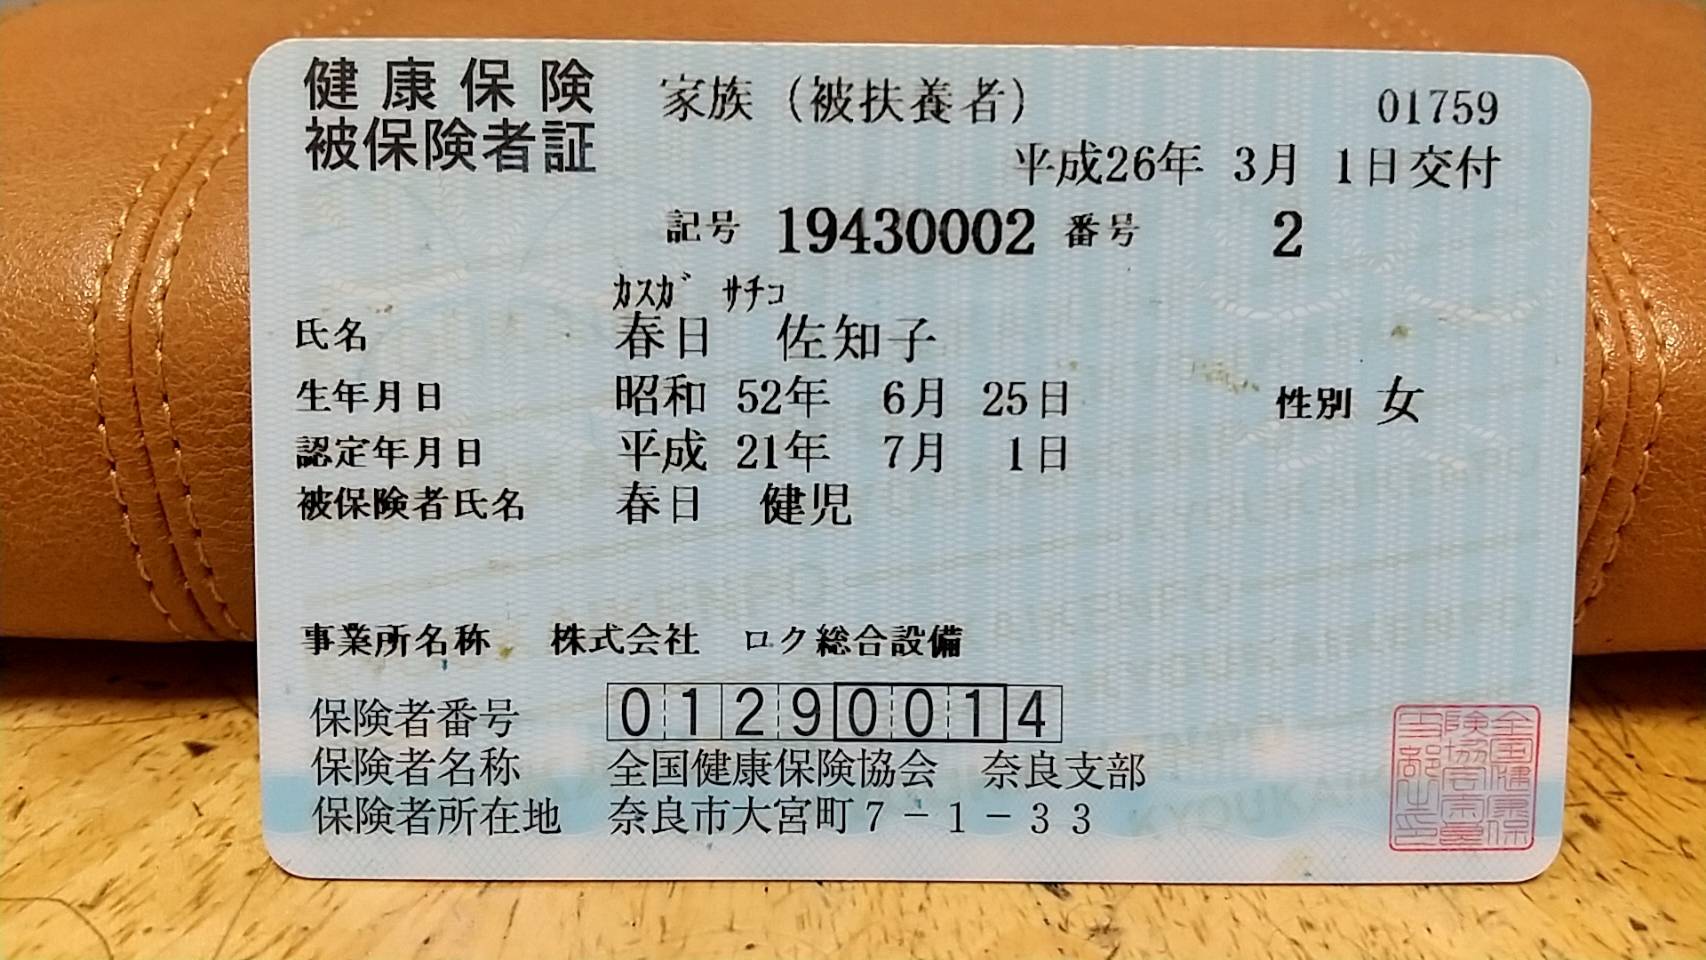 健康保険
被保険者証
家族（被扶養者）
01759
平成26年 3月 1日交付
記号 19430002 番号 2
ｶｽｶﾞ ｻﾁｺ
氏名 春日 佐知子
生年月日 昭和 52年 6月 25日 性別 女
認定年月日 平成 21年 7月 1日
被保険者氏名 春日 健児
事業所名称 株式会社 ロク総合設備
保険者番号 01290014
保険者名称 全国健康保険協会 奈良支部
保険者所在地 奈良市大宮町７－１－３３